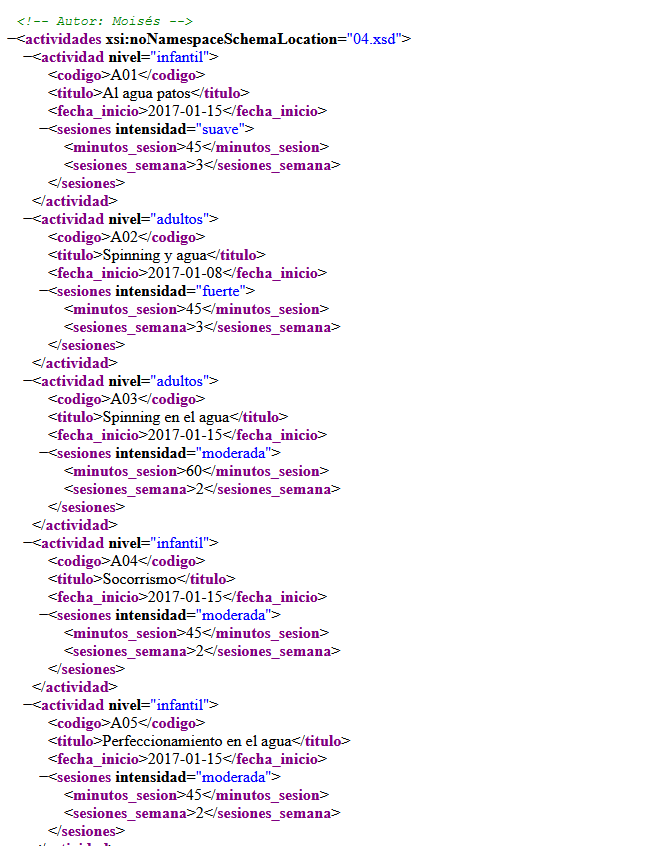 <!-- Autor: Moisés -->
−<actividades xsi:noNamespaceSchemaLocation="04.xsd">
−<actividad nivel="infantil">
<codigo>A01</codigo>
<titulo>Al agua patos</titulo>
<fecha_inicio>2017-01-15</fecha_inicio>
−<sesiones intensidad="suave">
<minutos_sesion>45</minutos_sesion>
<sesiones_semana>3</sesiones_semana>
</sesiones>
</actividad>
−<actividad nivel="adultos">
<codigo>A02</codigo>
<titulo>Spinning y agua</titulo>
<fecha_inicio>2017-01-08</fecha_inicio>
−<sesiones intensidad="fuerte">
<minutos_sesion>45</minutos_sesion>
<sesiones_semana>3</sesiones_semana>
</sesiones>
</actividad>
−<actividad nivel="adultos">
<codigo>A03</codigo>
<titulo>Spinning en el agua</titulo>
<fecha_inicio>2017-01-15</fecha_inicio>
−<sesiones intensidad="moderada">
<minutos_sesion>60</minutos_sesion>
<sesiones_semana>2</sesiones_semana>
</sesiones>
</actividad>
−<actividad nivel="infantil">
<codigo>A04</codigo>
<titulo>Socorrismo</titulo>
<fecha_inicio>2017-01-15</fecha_inicio>
−<sesiones intensidad="moderada">
<minutos_sesion>45</minutos_sesion>
<sesiones_semana>2</sesiones_semana>
</sesiones>
</actividad>
−<actividad nivel="infantil">
<codigo>A05</codigo>
<titulo>Perfeccionamiento en el agua</titulo>
<fecha_inicio>2017-01-15</fecha_inicio>
−<sesiones intensidad="moderada">
<minutos_sesion>45</minutos_sesion>
<sesiones_semana>2</sesiones_semana>
</sesiones>